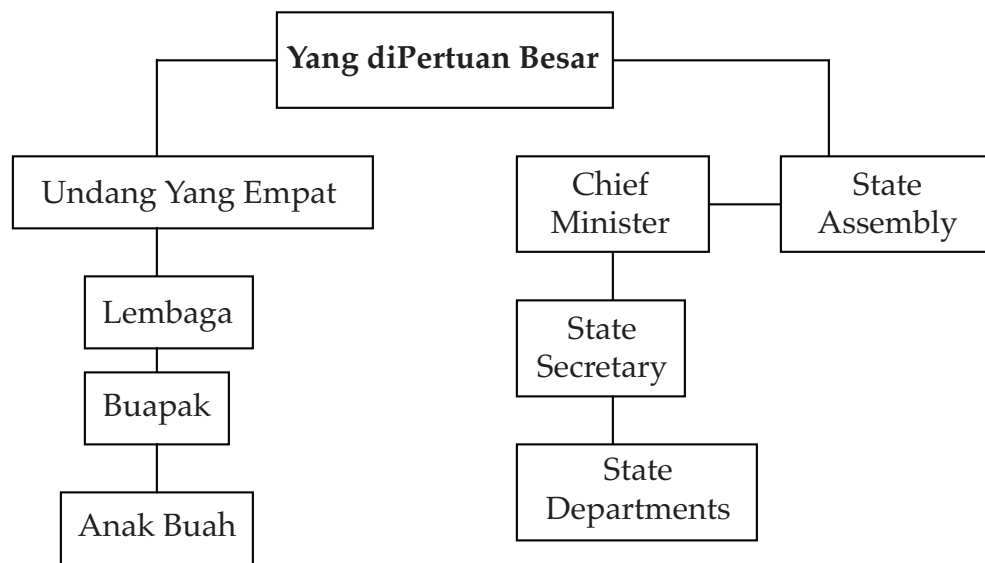 Yang diPertuan Besar
Undang Yang Empat
Chief
Minister
State
Assembly
Lembaga
State
Secretary
Buapak
State
Departments
Anak Buah